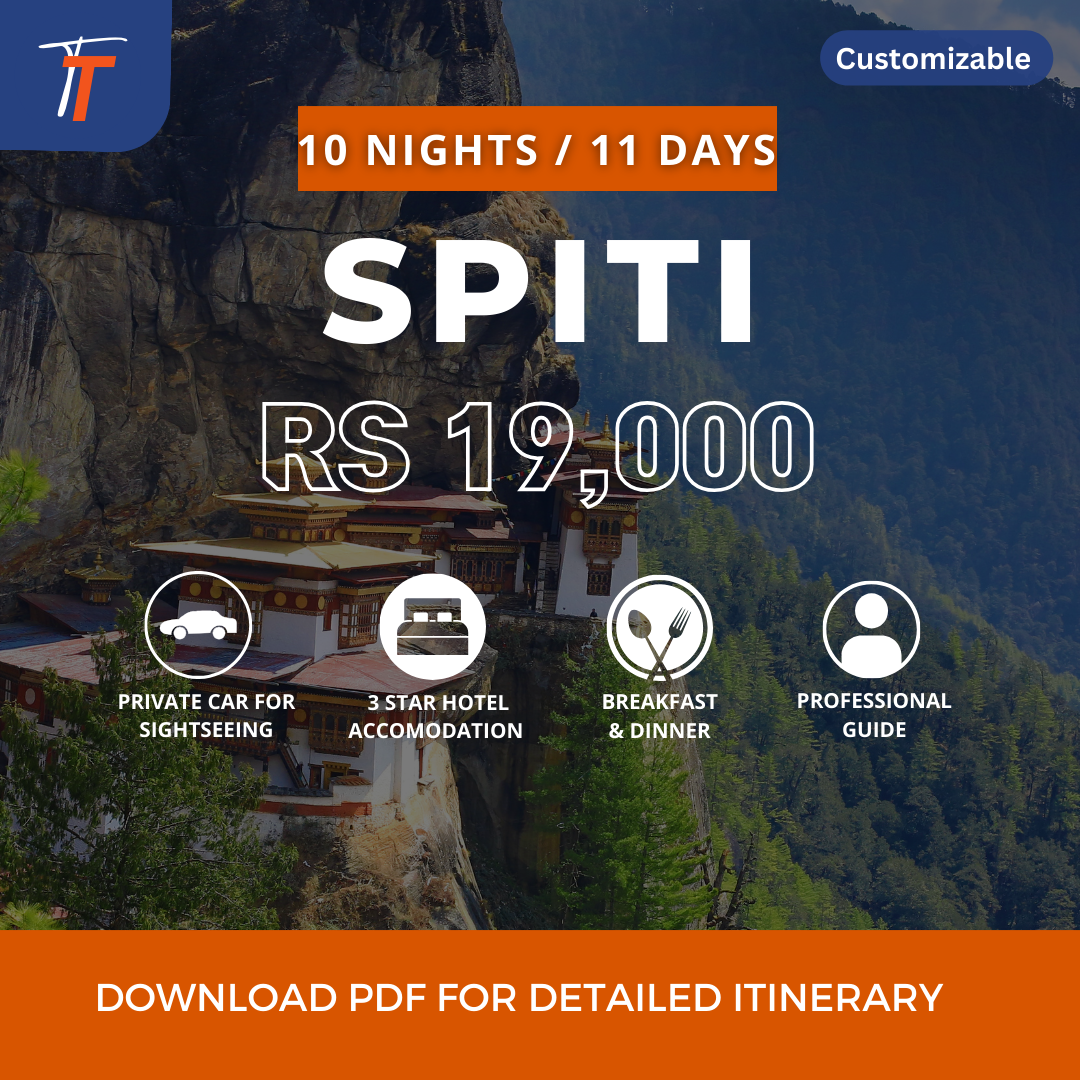 TT
Customizable
10 NIGHTS / 11 DAYS
SPITI
RS 19,000
PRIVATE CAR FOR
SIGHTSEEING
3 STAR HOTEL
ACCOMODATION
BREAKFAST
& DINNER
PROFESSIONAL
GUIDE
DOWNLOAD PDF FOR DETAILED ITINERARY